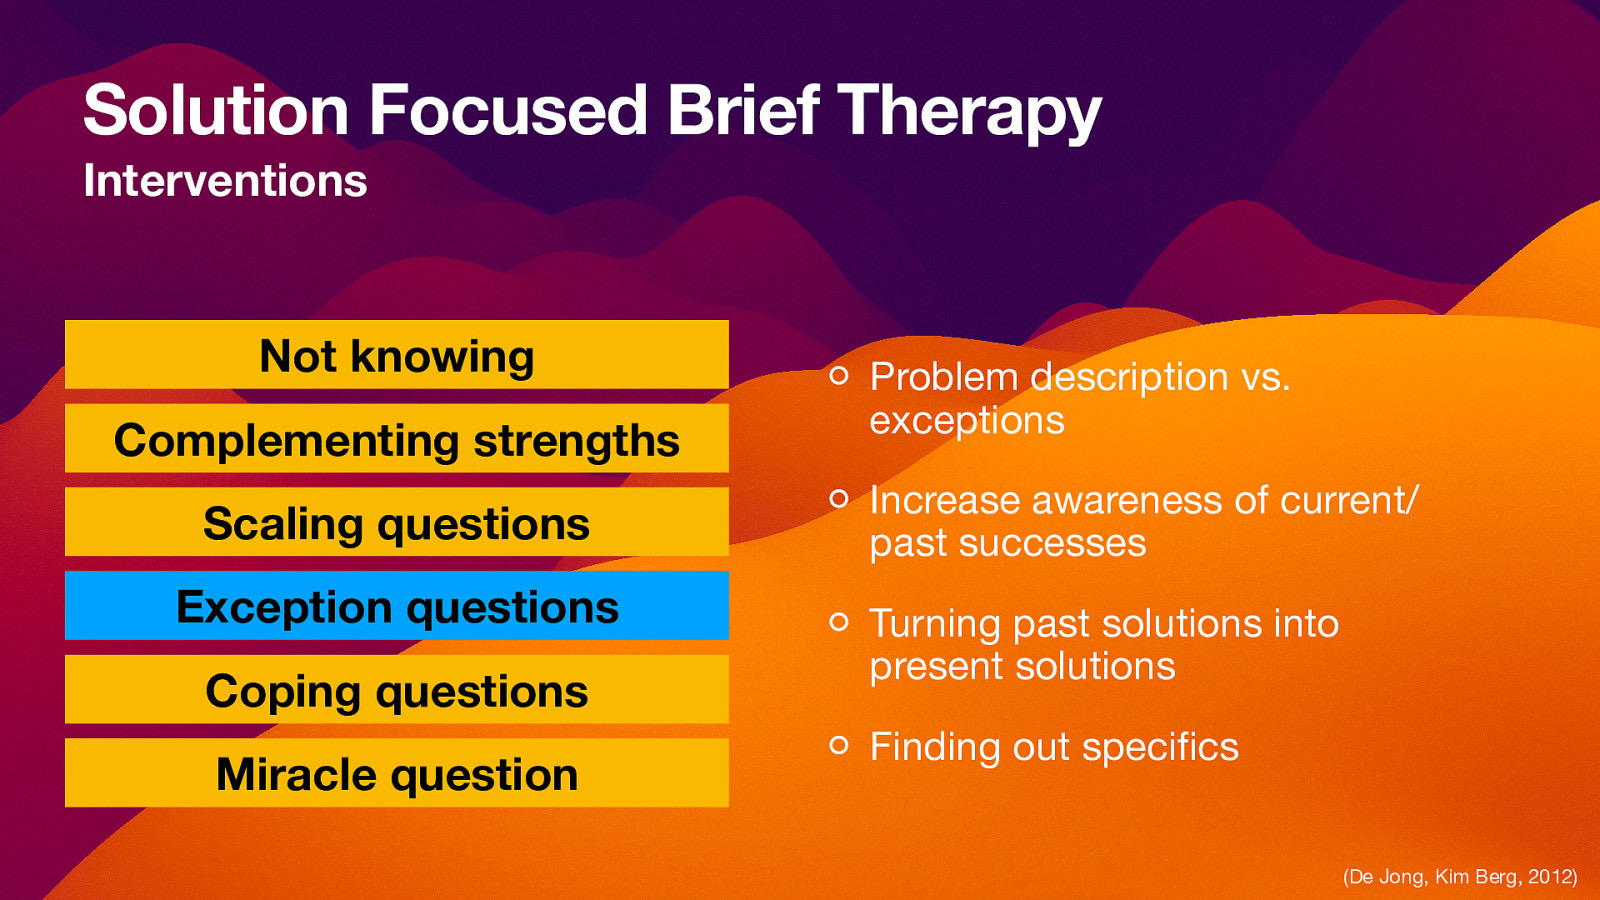 Solution Focused Brief Therapy
Interventions
Not knowing
Complementing strengths
Scaling questions
Exception questions
Coping questions
Miracle question
Problem description vs.
exceptions
Increase awareness of current/
past successes
Turning past solutions into
present solutions
Finding out specifics
(De Jong, Kim Berg, 2012)